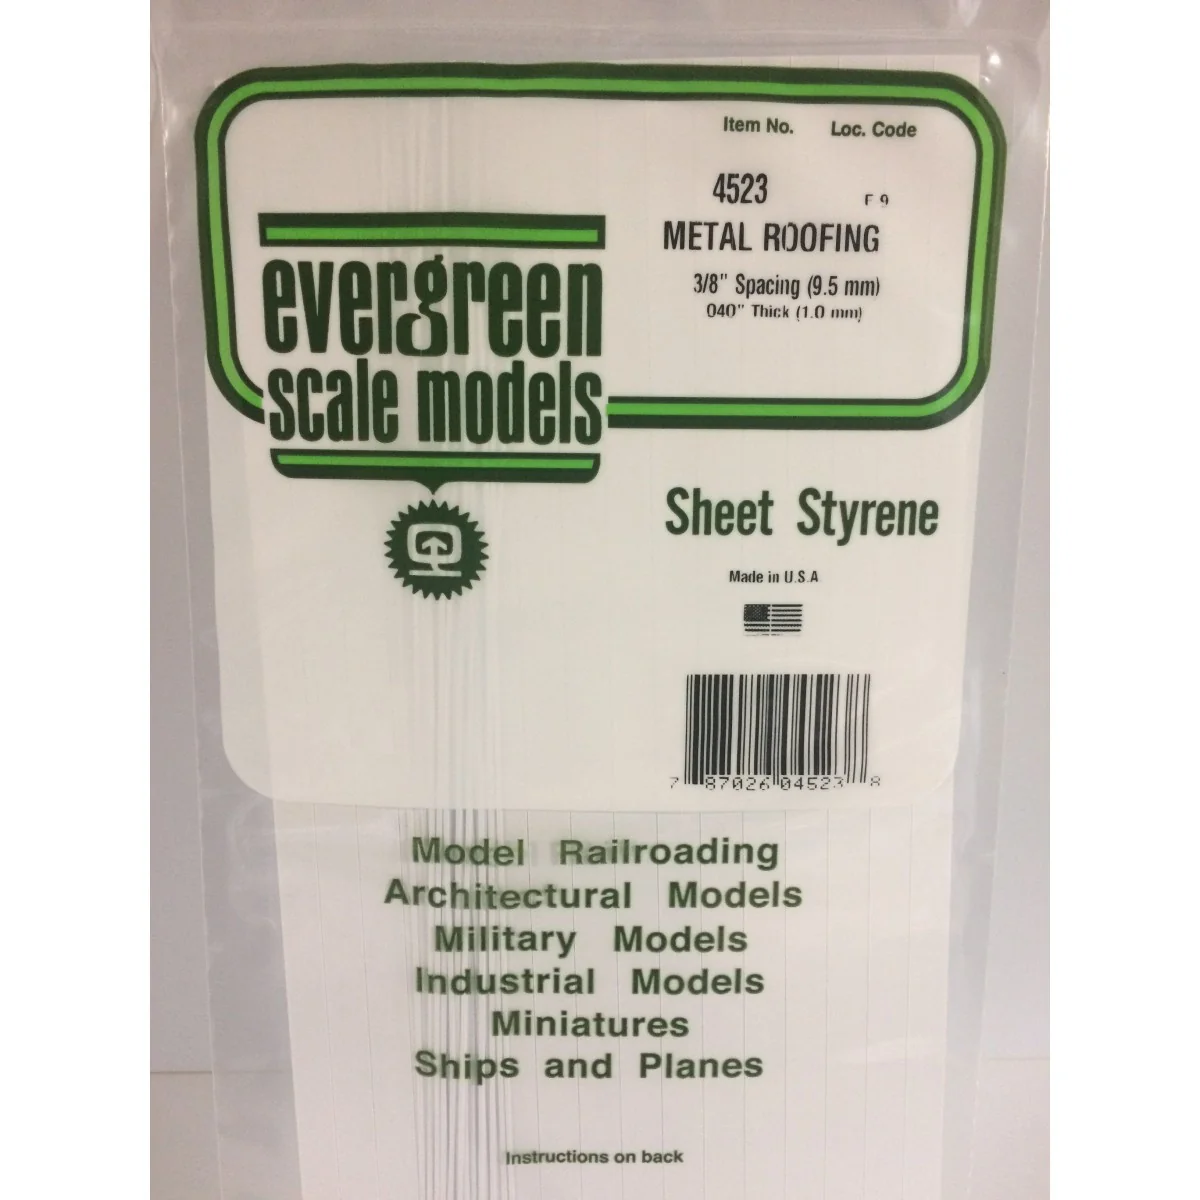 Item No. Loc. Code
4523 F 9
METAL ROOFING
3/8" Spacing (9.5 mm)
040" Thick (1.0 mm)
evergreen
scale models
Sheet Styrene
Made in U.S.A
7 87026 04523 8
Model Railroading
Architectural Models
Military Models
Industrial Models
Miniatures
Ships and Planes
Instructions on back